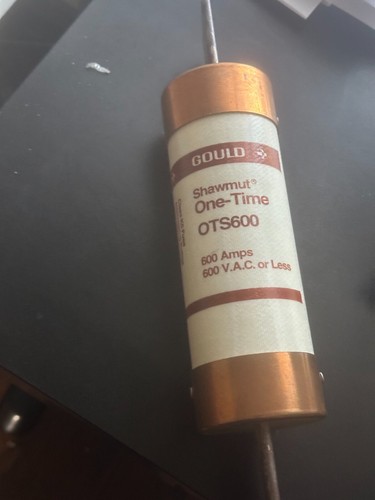 GOULD
Shawmut®
One-Time
OTS600
600 Amps
600 V.A.C. or Less